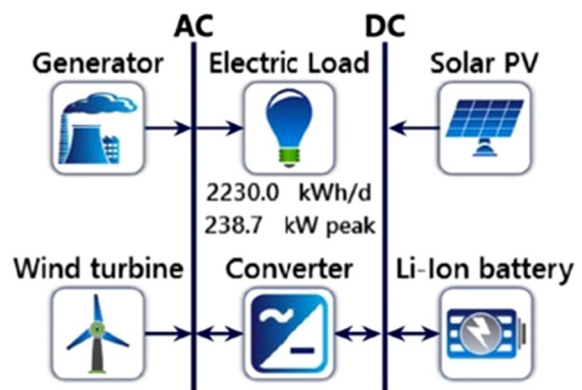 AC DC
Generator Electric Load Solar PV
2230.0 kWh/d
238.7 kW peak
Wind turbine Converter Li-Ion battery